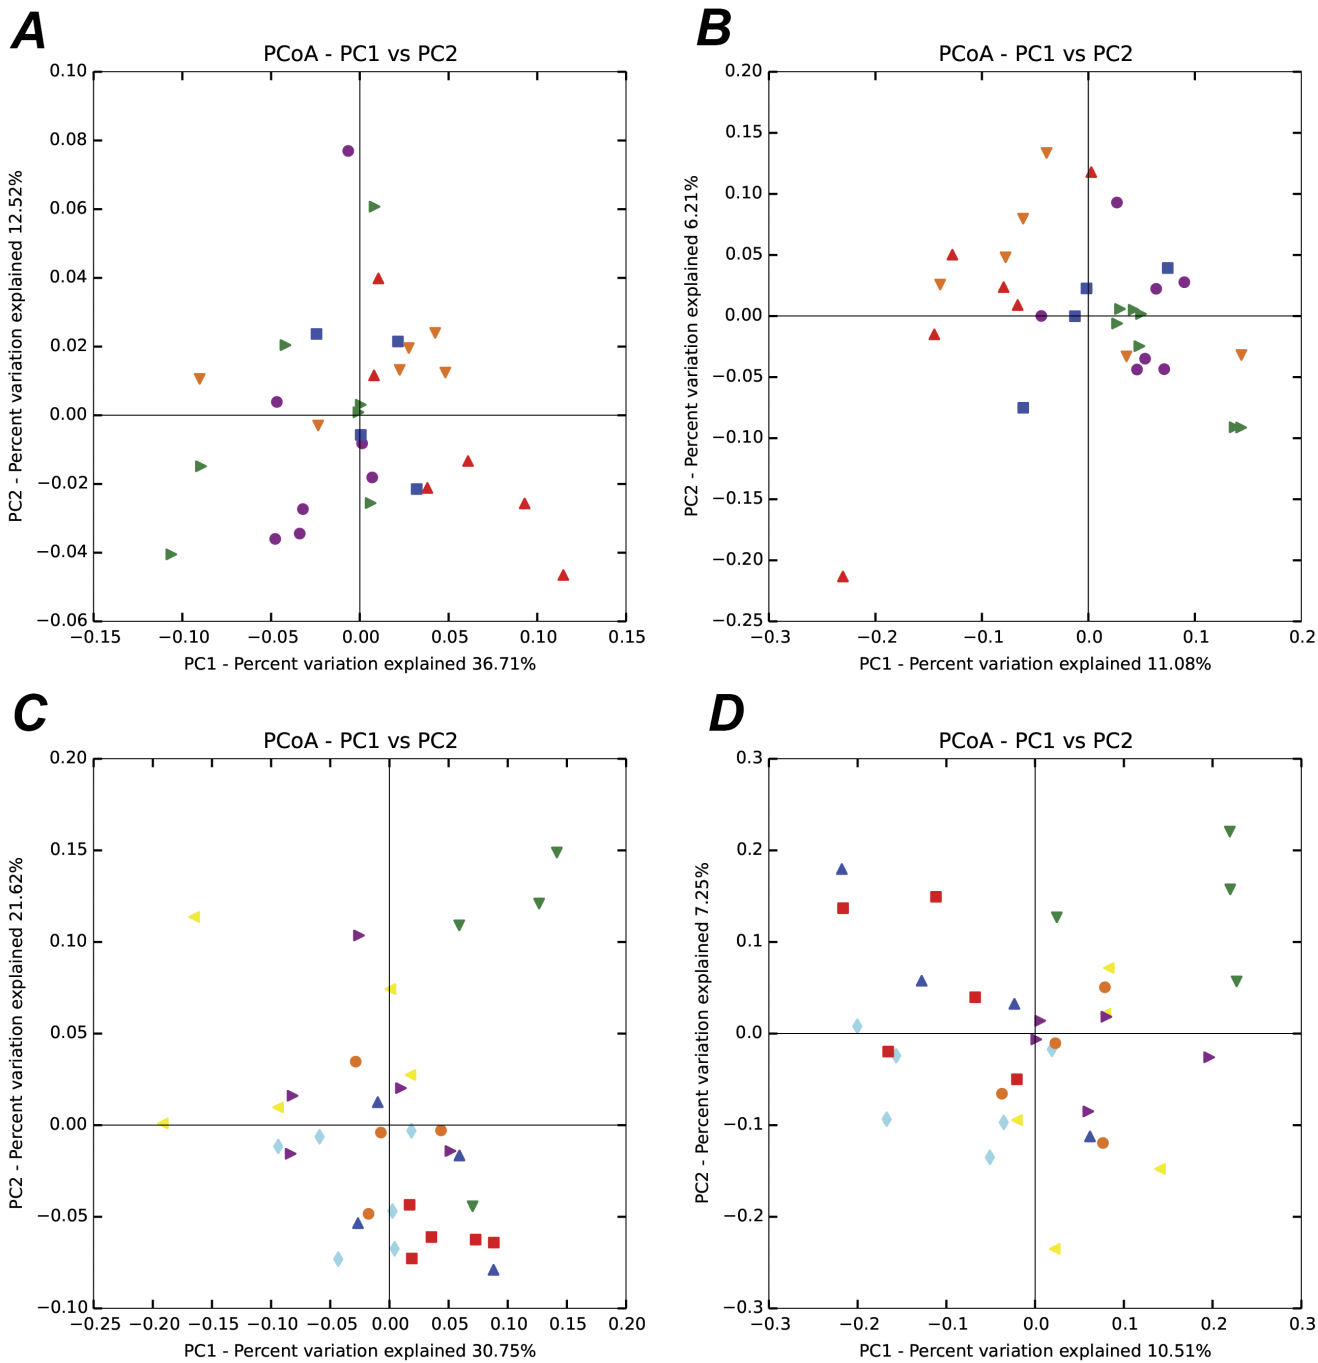 A
PCoA - PC1 vs PC2
0.10
0.08
0.06
0.04
0.02
0.00
−0.02
−0.04
−0.06
−0.15 −0.10 −0.05 0.00 0.05 0.10 0.15
PC1 - Percent variation explained 36.71%
PC2 - Percent variation explained 12.52%
B
PCoA - PC1 vs PC2
0.20
0.15
0.10
0.05
0.00
−0.05
−0.10
−0.15
−0.20
−0.25
−0.3 −0.2 −0.1 0.0 0.1 0.2
PC1 - Percent variation explained 11.08%
PC2 - Percent variation explained 6.21%
C
PCoA - PC1 vs PC2
0.20
0.15
0.10
0.05
0.00
−0.05
−0.10
−0.25 −0.20 −0.15 −0.10 −0.05 0.00 0.05 0.10 0.15 0.20
PC1 - Percent variation explained 30.75%
PC2 - Percent variation explained 21.62%
D
PCoA - PC1 vs PC2
0.3
0.2
0.1
0.0
−0.1
−0.2
−0.3
−0.3 −0.2 −0.1 0.0 0.1 0.2 0.3
PC1 - Percent variation explained 10.51%
PC2 - Percent variation explained 7.25%